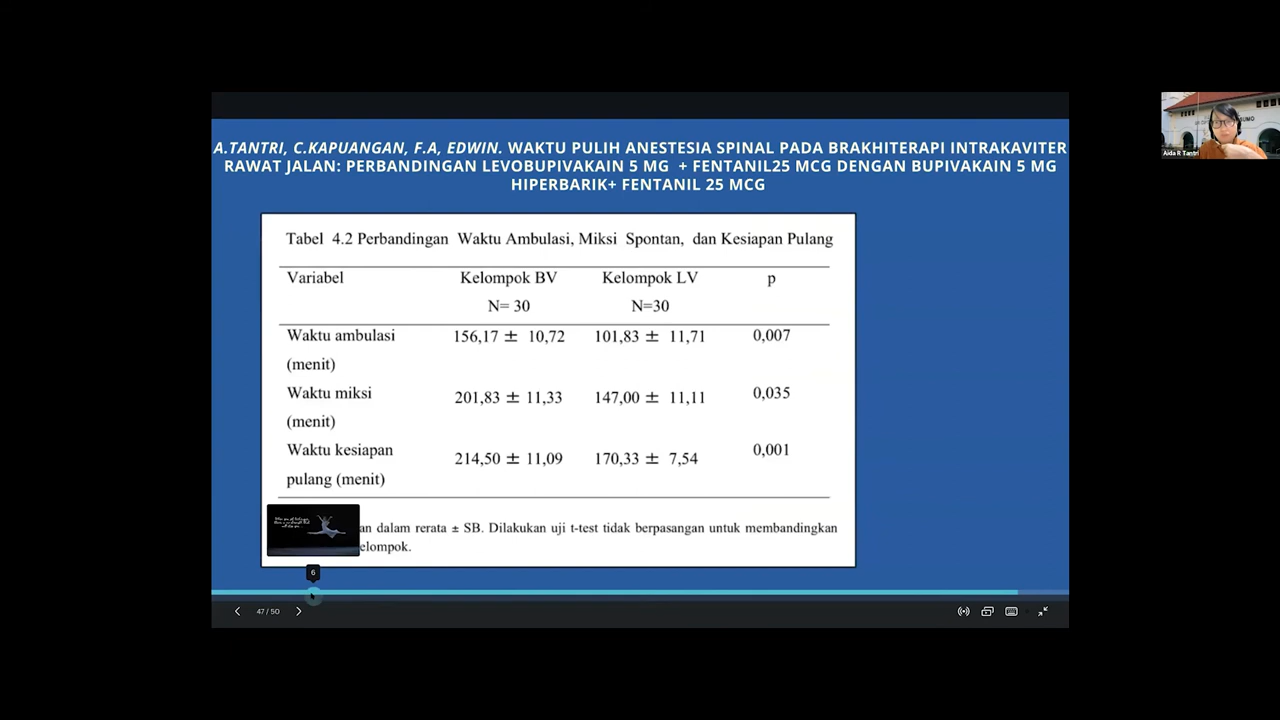 A.TANTRI, C.KAPUANGAN, F.A, EDWIN. WAKTU PULIH ANESTESIA SPINAL PADA BRAKHITERAPI INTRAKAVITER
RAWAT JALAN: PERBANDINGAN LEVOBUPIVAKAIN 5 MG + FENTANIL25 MCG DENGAN BUPIVAKAIN 5 MG
HIPERBARIK+ FENTANIL 25 MCG
Aida R Tantri
Tabel 4.2 Perbandingan Waktu Ambulasi, Miksi Spontan, dan Kesiapan Pulang
Variabel Kelompok BV Kelompok LV p
N= 30 N=30
Waktu ambulasi 156,17 ± 10,72 101,83 ± 11,71 0,007
(menit)
Waktu miksi 201,83 ± 11,33 147,00 ± 11,11 0,035
(menit)
Waktu kesiapan 214,50 ± 11,09 170,33 ± 7,54 0,001
pulang (menit)
an dalam rerata ± SB. Dilakukan uji t-test tidak berpasangan untuk membandingkan
elompok.
6
47 / 50